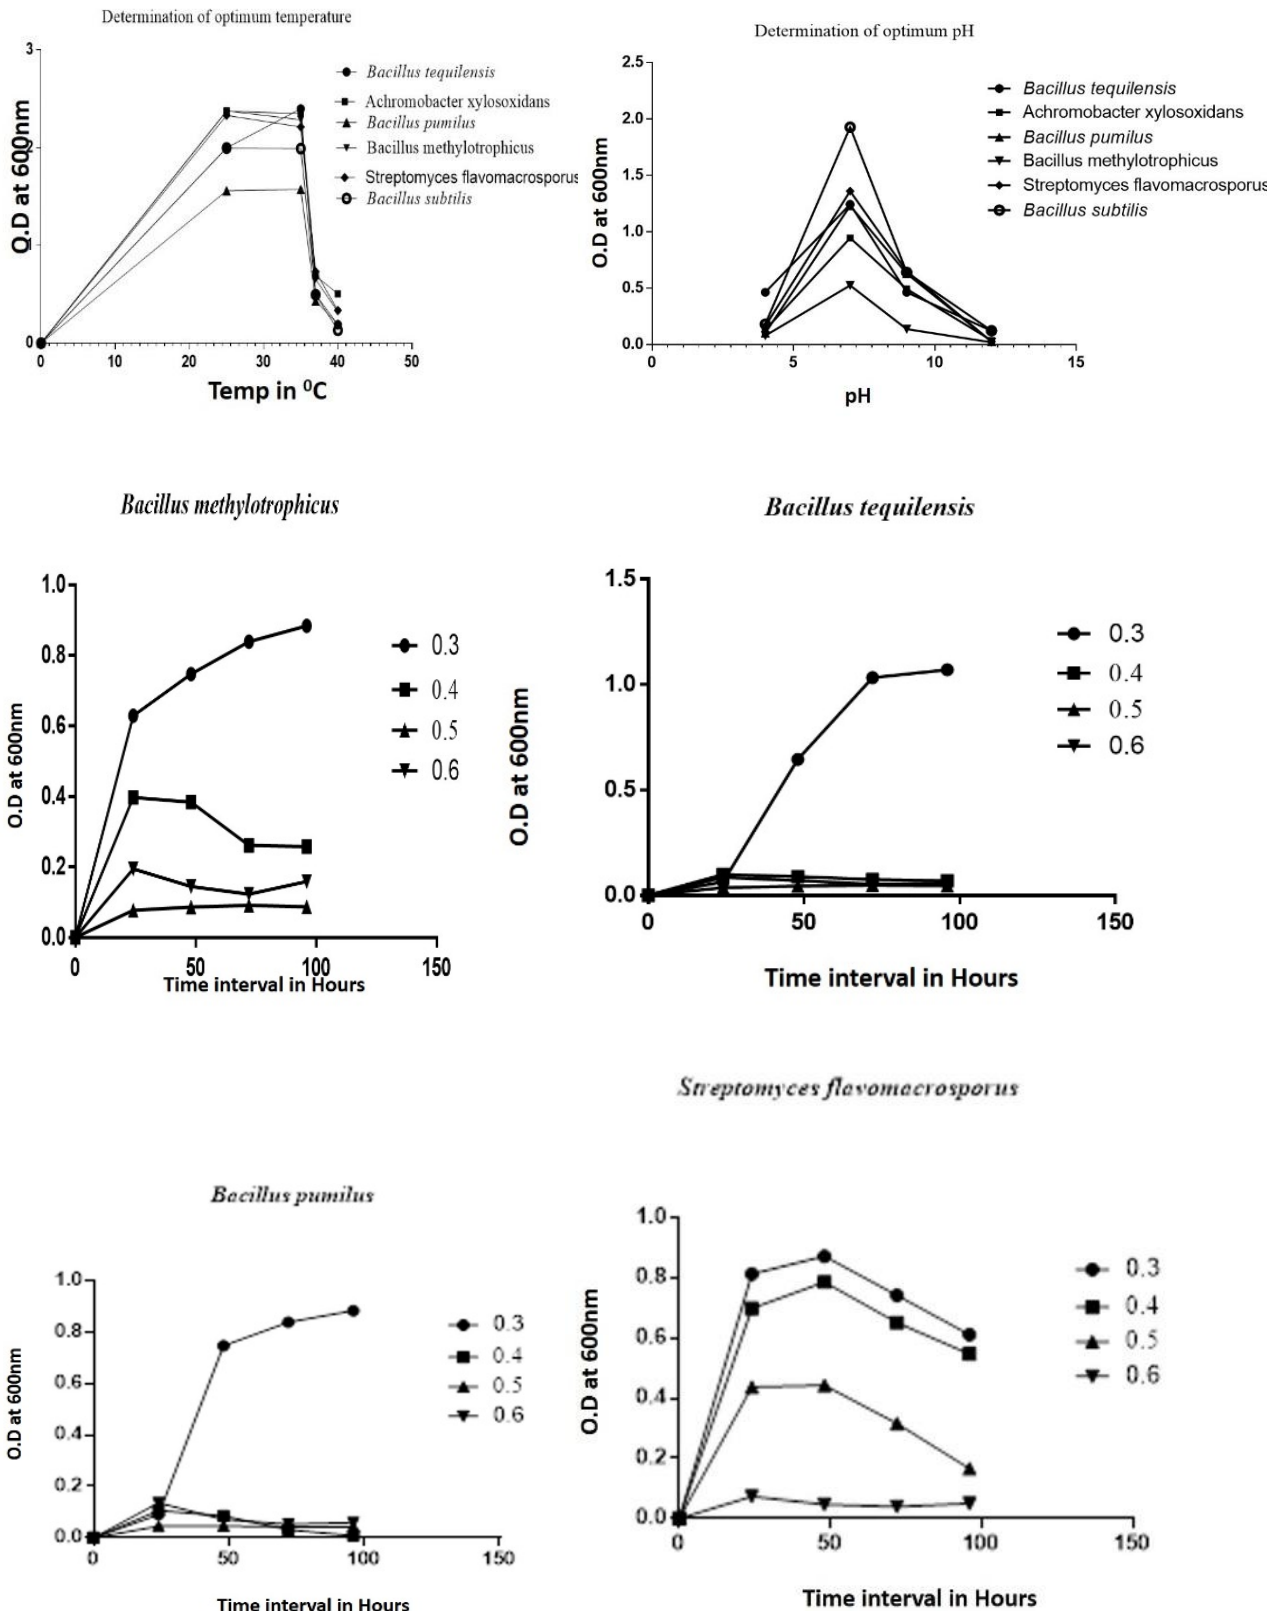 Determination of optimum temperature
3
2
1
0
O.D at 600nm
0 10 20 30 40 50
Temp in ⁰C
Bacillus tequilensis
Achromobacter xylosoxidans
Bacillus pumilus
Bacillus methylotrophicus
Streptomyces flavomacrosporus
Bacillus subtilis
Determination of optimum pH
2.5
2.0
1.5
1.0
0.5
0.0
O.D at 600nm
0 5 10 15
pH
Bacillus tequilensis
Achromobacter xylosoxidans
Bacillus pumilus
Bacillus methylotrophicus
Streptomyces flavomacrosporus
Bacillus subtilis
Bacillus methylotrophicus
1.0
0.8
0.6
0.4
0.2
0.0
O.D at 600nm
0 50 100 150
Time interval in Hours
0.3
0.4
0.5
0.6
Bacillus tequilensis
1.5
1.0
0.5
0.0
O.D at 600nm
0 50 100 150
Time interval in Hours
0.3
0.4
0.5
0.6
Bacillus pumilus
1.0
0.8
0.6
0.4
0.2
0.0
O.D at 600nm
0 50 100 150
Time interval in Hours
0.3
0.4
0.5
0.6
Streptomyces flavomacrosporus
1.0
0.8
0.6
0.4
0.2
0.0
O.D at 600nm
0 50 100 150
Time interval in Hours
0.3
0.4
0.5
0.6